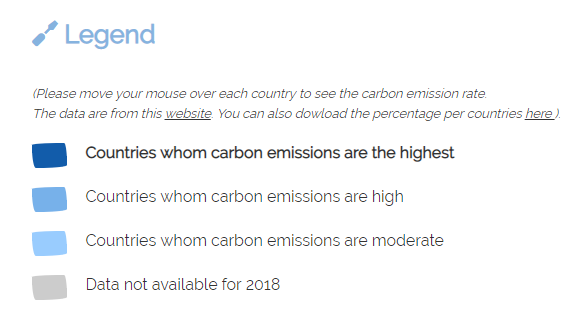 Legend
(Please move your mouse over each country to see the carbon emission rate.
The data are from this website. You can also dowload the percentage per countries here.).
Countries whom carbon emissions are the highest
Countries whom carbon emissions are high
Countries whom carbon emissions are moderate
Data not available for 2018